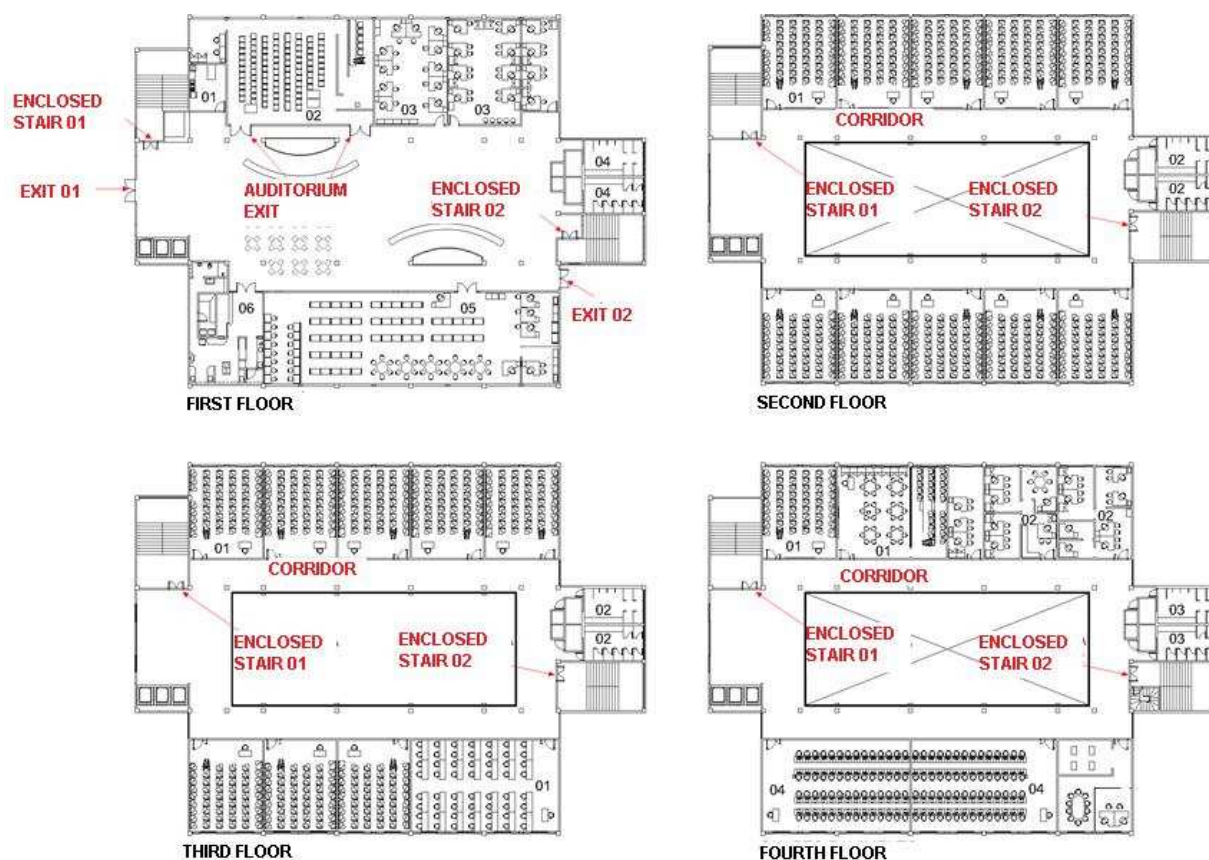 ENCLOSED
STAIR 01
EXIT 01
AUDITORIUM
EXIT
ENCLOSED
STAIR 02
EXIT 02
01
02
03
03
04
04
05
06
FIRST FLOOR
01
CORRIDOR
02
02
ENCLOSED
STAIR 01
ENCLOSED
STAIR 02
SECOND FLOOR
01
CORRIDOR
02
02
ENCLOSED
STAIR 01
ENCLOSED
STAIR 02
01
THIRD FLOOR
01
01
02
02
CORRIDOR
03
03
ENCLOSED
STAIR 01
ENCLOSED
STAIR 02
04
04
FOURTH FLOOR